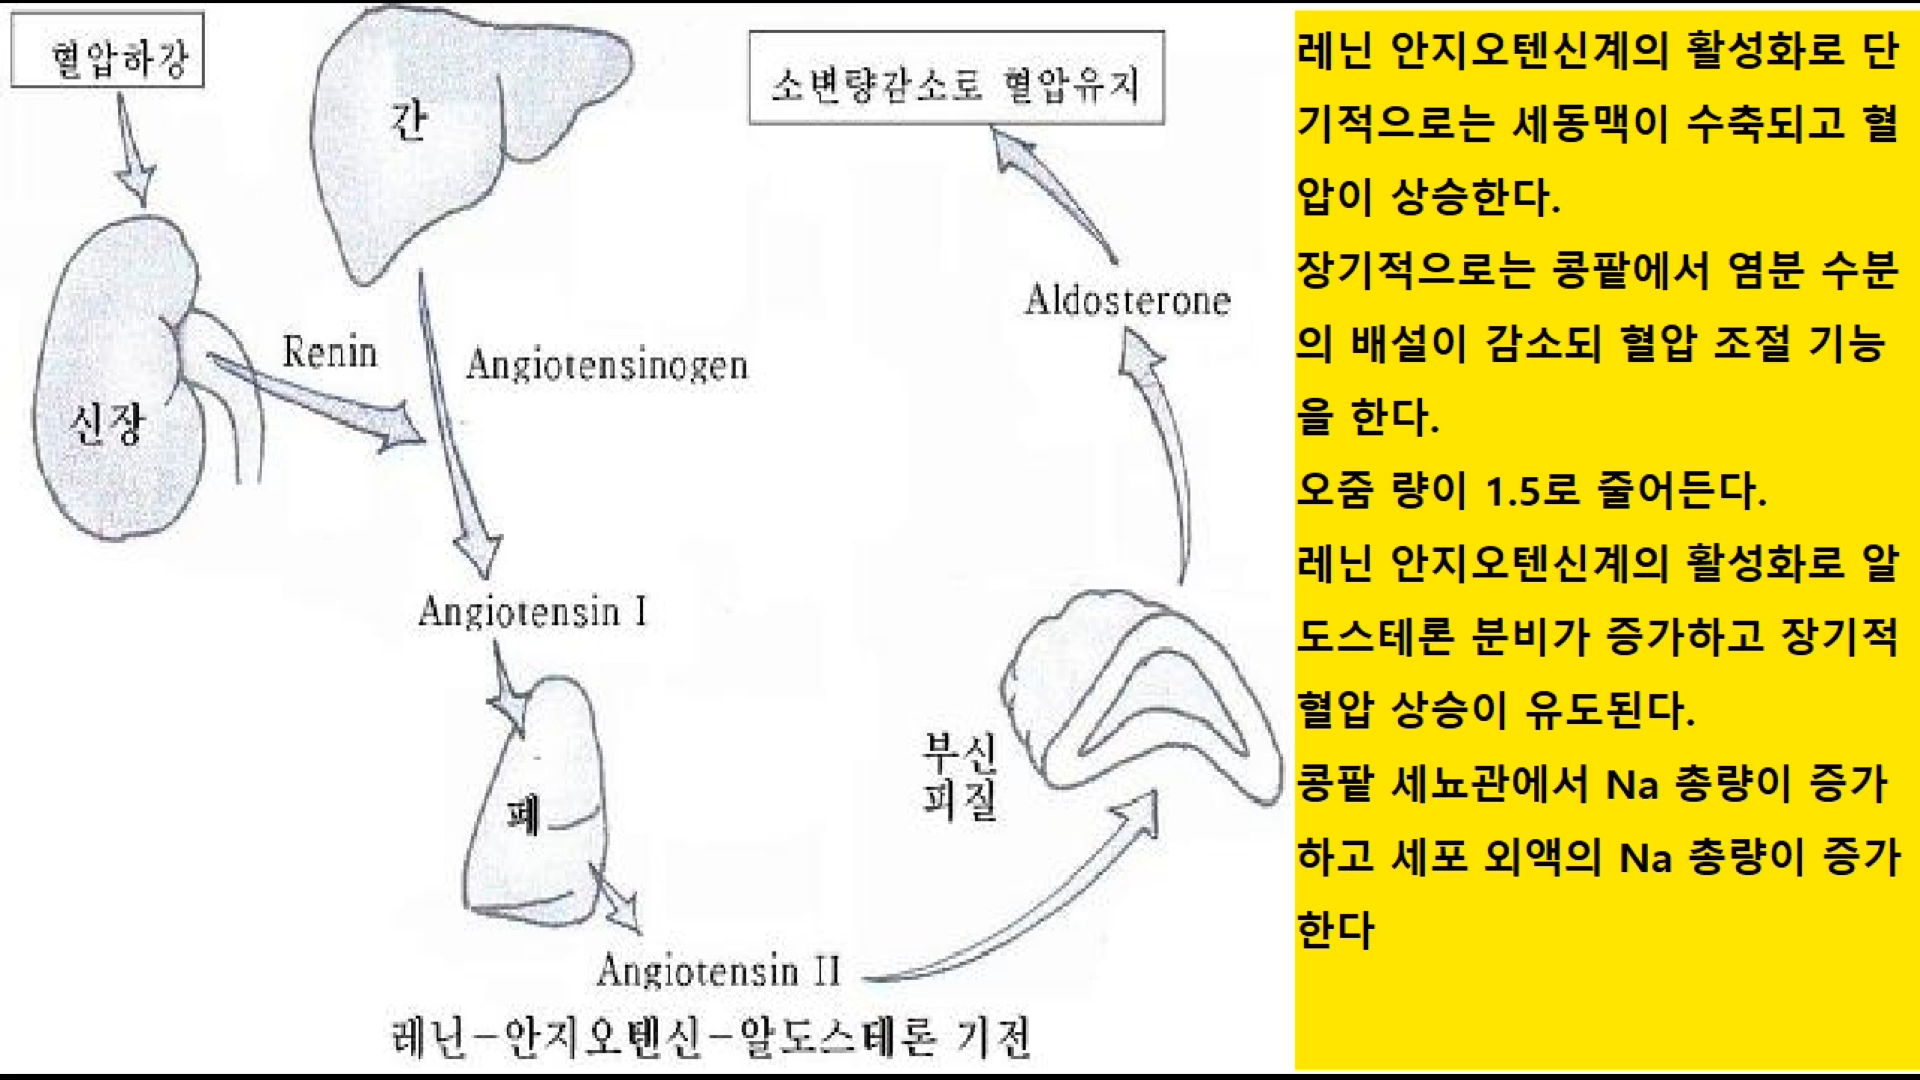 혈압하강
간
소변량감소로 혈압유지
신장
Renin
Angiotensinogen
Aldosterone
Angiotensin I
폐
부신
피질
Angiotensin II
레닌-안지오텐신-알도스테론 기전
레닌 안지오텐신계의 활성화로 단
기적으로는 세동맥이 수축되고 혈
압이 상승한다.
장기적으로는 콩팥에서 염분 수분
의 배설이 감소되 혈압 조절 기능
을 한다.
오줌 량이 1.5로 줄어든다.
레닌 안지오텐신계의 활성화로 알
도스테론 분비가 증가하고 장기적
혈압 상승이 유도된다.
콩팥 세뇨관에서 Na 총량이 증가
하고 세포 외액의 Na 총량이 증가
한다